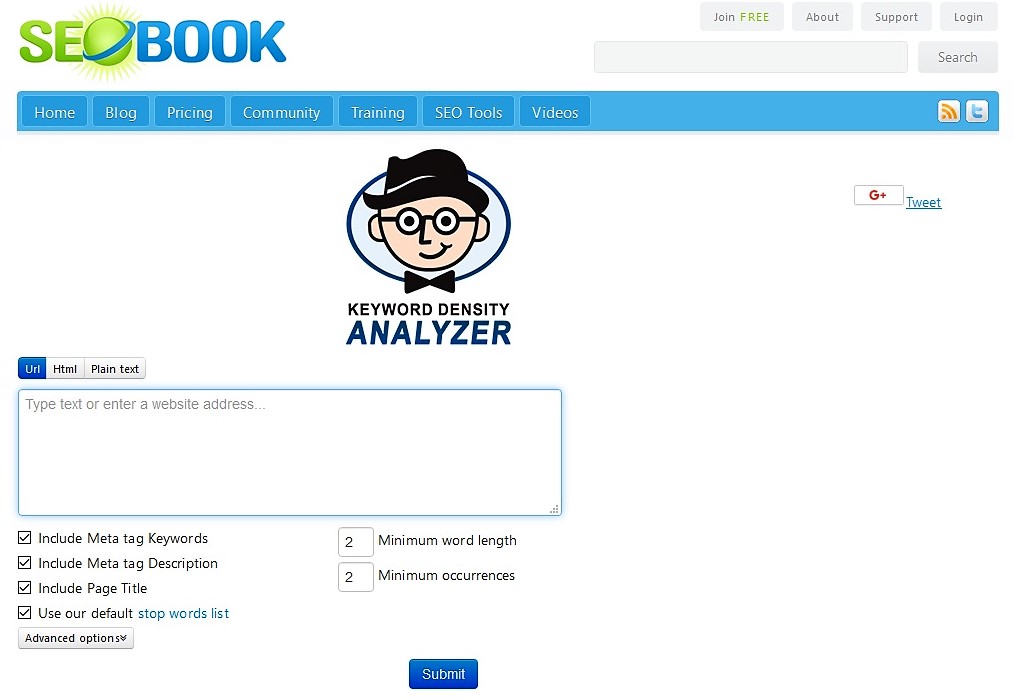 SEOBOOK
Join FREE About Support Login
Search
Home Blog Pricing Community Training SEO Tools Videos
G+ Tweet
KEYWORD DENSITY
ANALYZER
Url Html Plain text
Type text or enter a website address...
Include Meta tag Keywords
Include Meta tag Description
Include Page Title
Use our default stop words list
2 Minimum word length
2 Minimum occurrences
Advanced options
Submit